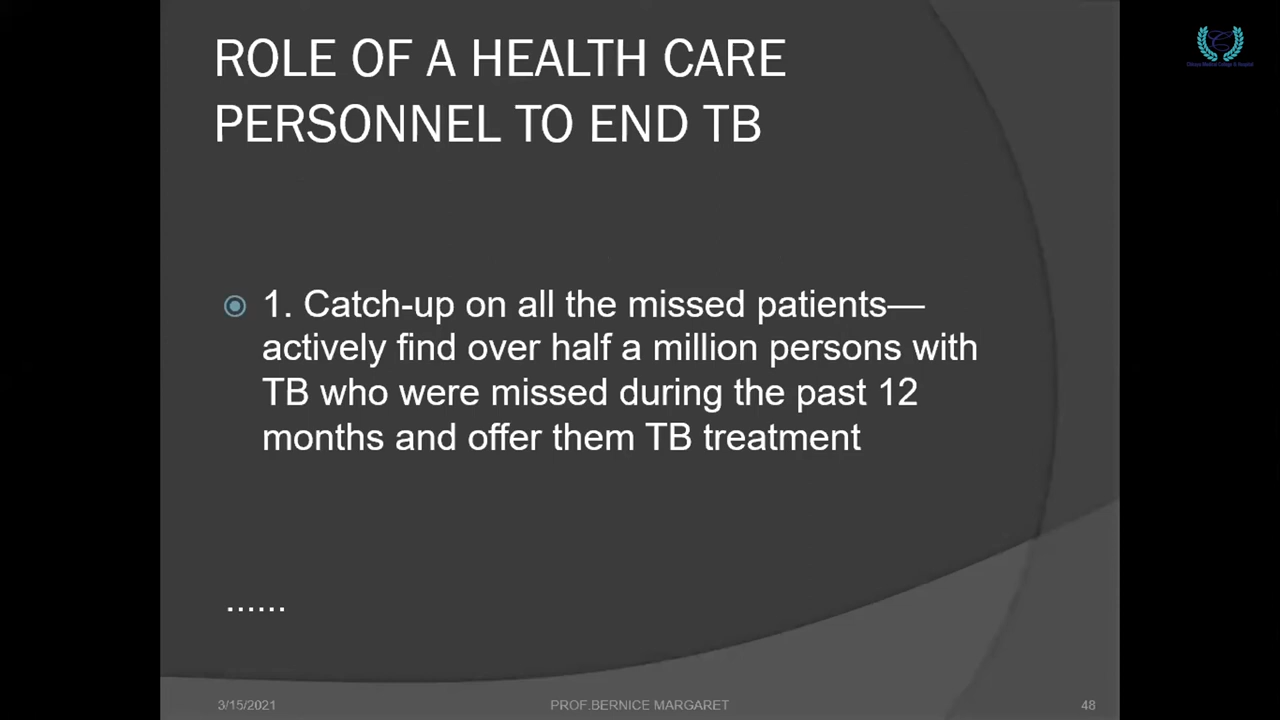 ROLE OF A HEALTH CARE
PERSONNEL TO END TB
1. Catch-up on all the missed patients—
actively find over half a million persons with
TB who were missed during the past 12
months and offer them TB treatment
......
3/15/2021
PROF.BERNICE MARGARET
48